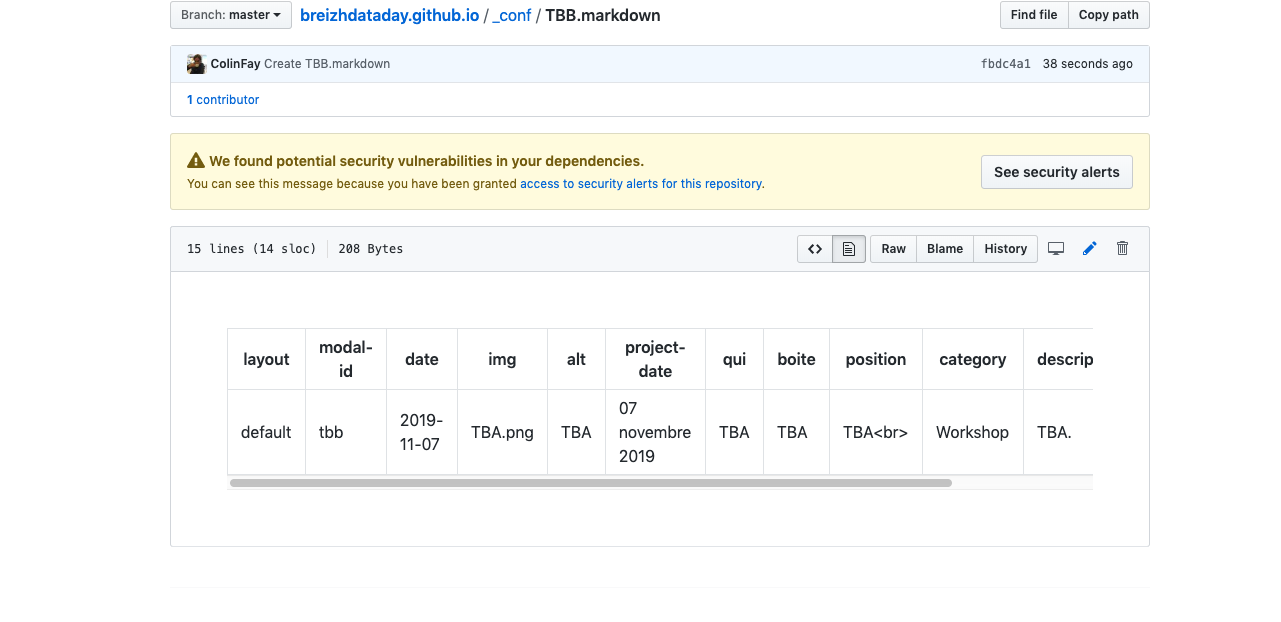 Branch: master breizhdataday.github.io / _conf / TBB.markdown Find file Copy path
ColinFay Create TBB.markdown fbdc4a1 38 seconds ago
1 contributor
We found potential security vulnerabilities in your dependencies.
You can see this message because you have been granted access to security alerts for this repository.
See security alerts
15 lines (14 sloc) 208 Bytes <> Raw Blame History
layout modal-id date img alt project-date qui boite position category descrip
default tbb 2019-11-07 TBA.png TBA 07 novembre 2019 TBA TBA TBA<br> Workshop TBA.